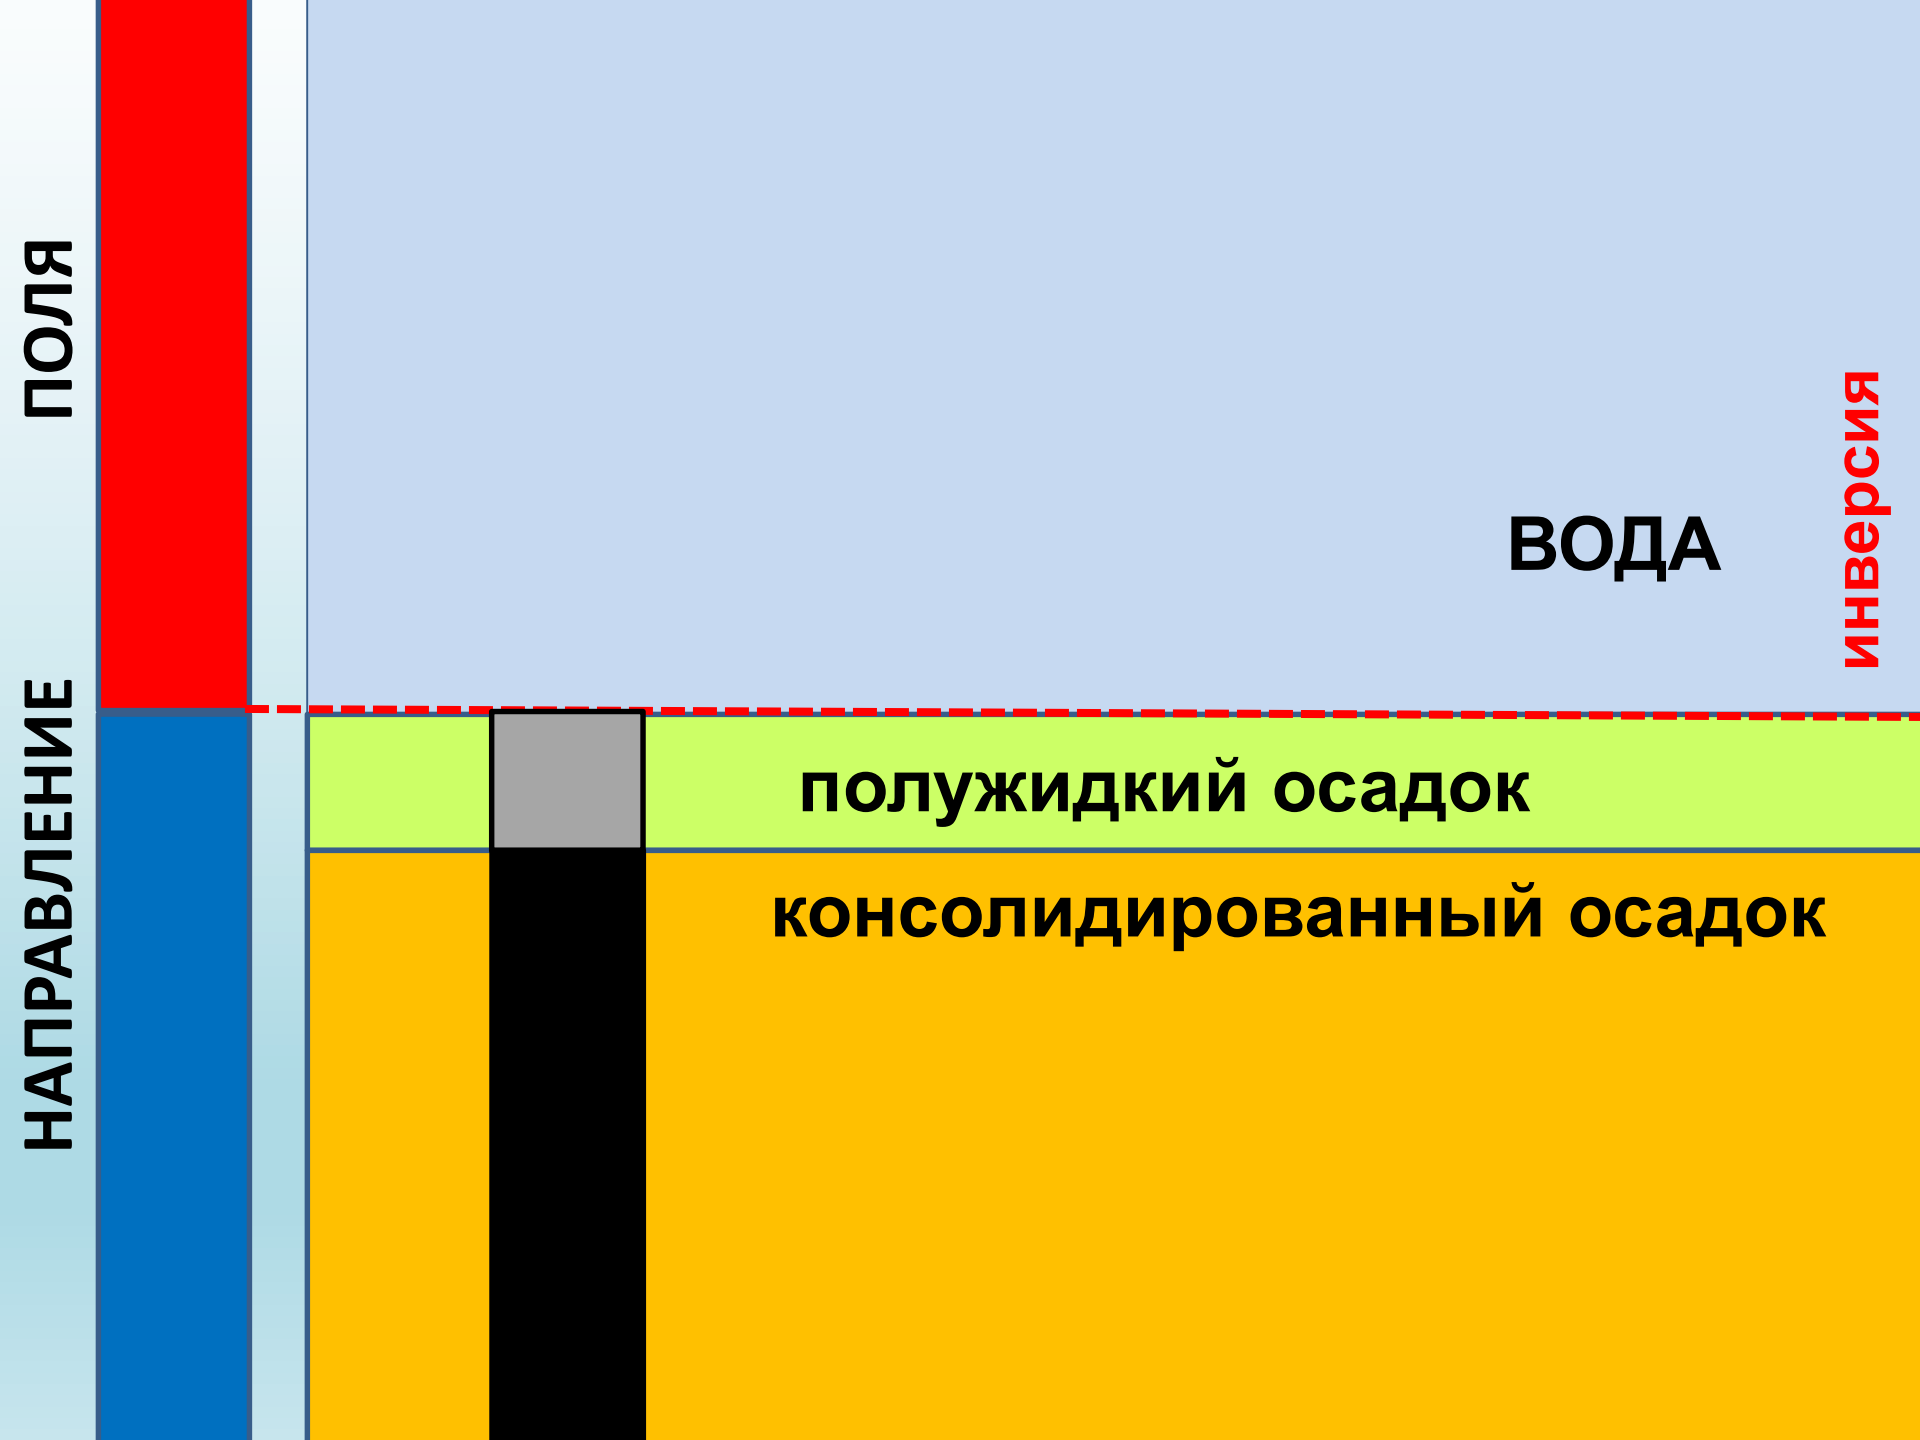 НАПРАВЛЕНИЕ ПОЛЯ
ВОДА
инверсия
полужидкий осадок
консолидированный осадок